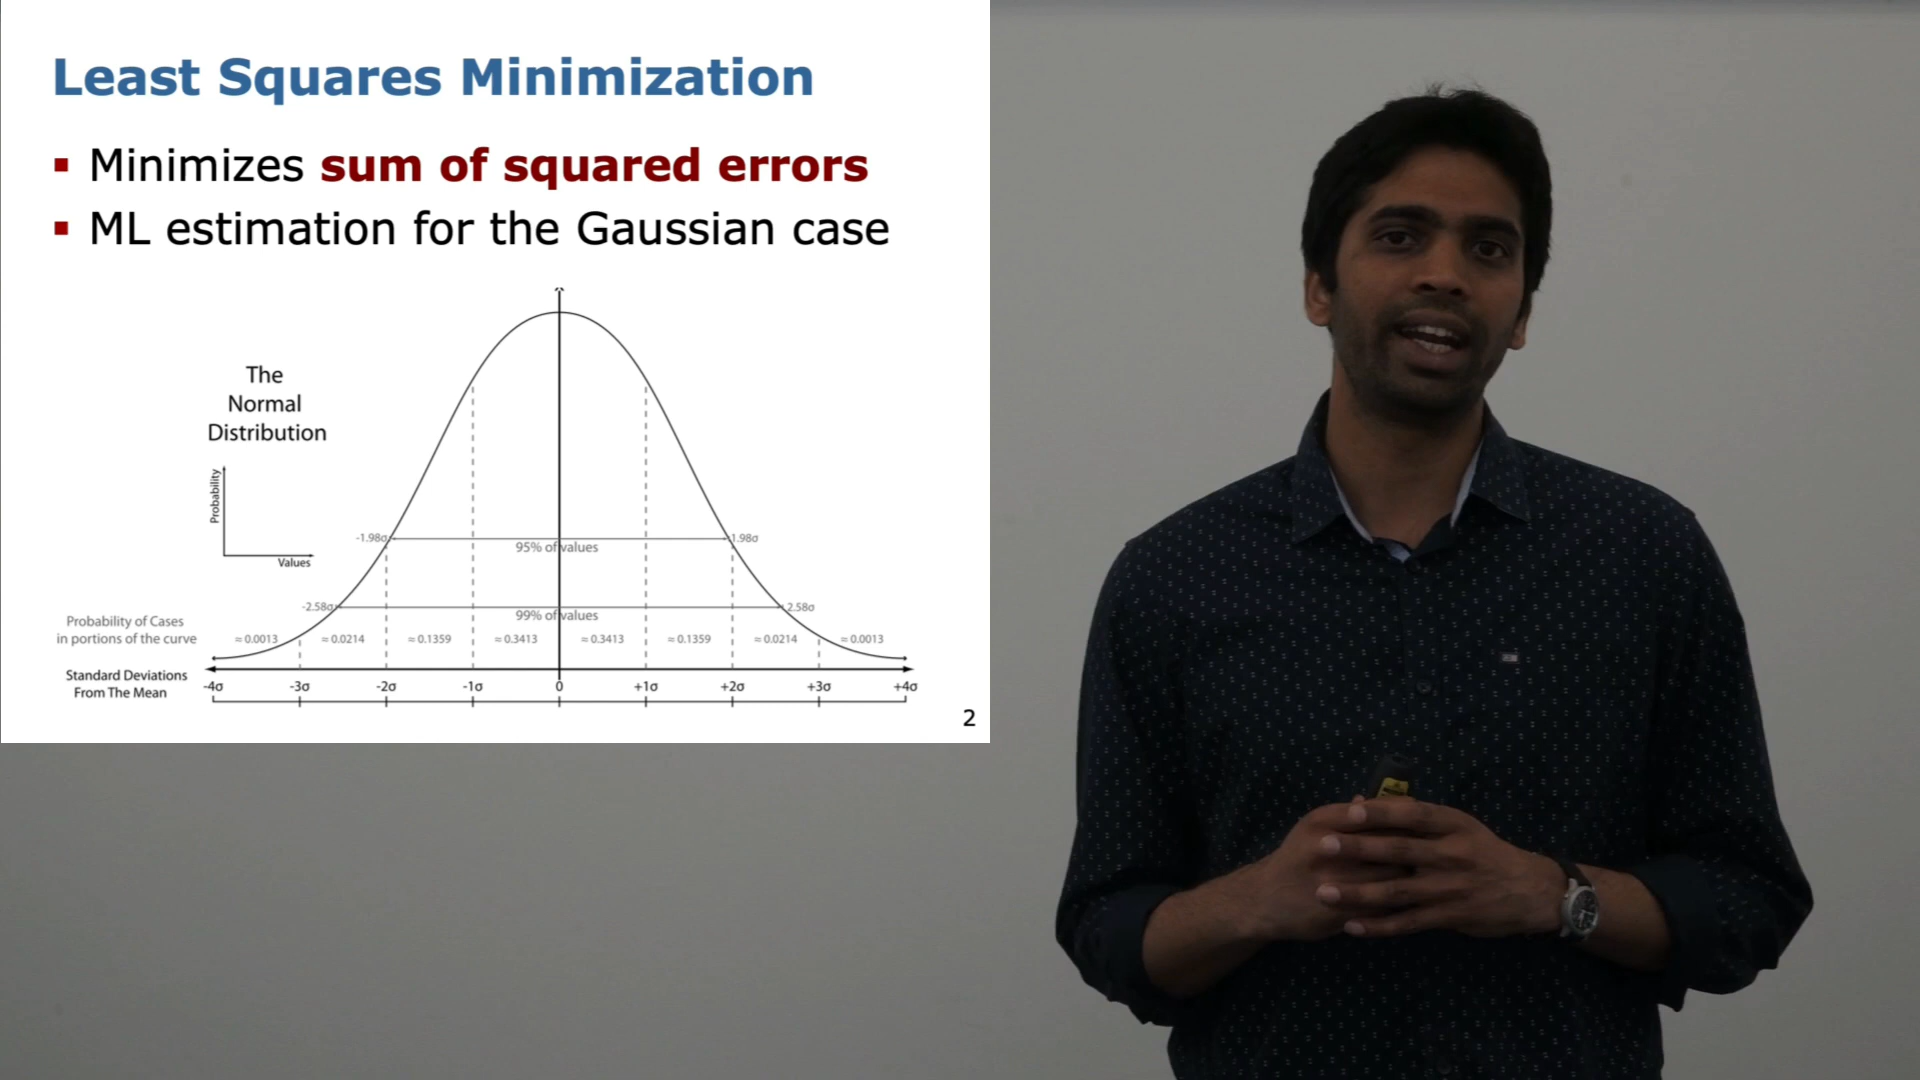 Least Squares Minimization
▪ Minimizes sum of squared errors
▪ ML estimation for the Gaussian case
The
Normal
Distribution
Probability
Values
-1.98σ
95% of values
1.98σ
-2.58σ
99% of values
2.58σ
Probability of Cases
in portions of the curve
≈ 0.0013 ≈ 0.0214 ≈ 0.1359 ≈ 0.3413 ≈ 0.3413 ≈ 0.1359 ≈ 0.0214 ≈ 0.0013
Standard Deviations
From The Mean
-4σ -3σ -2σ -1σ 0 +1σ +2σ +3σ +4σ
2